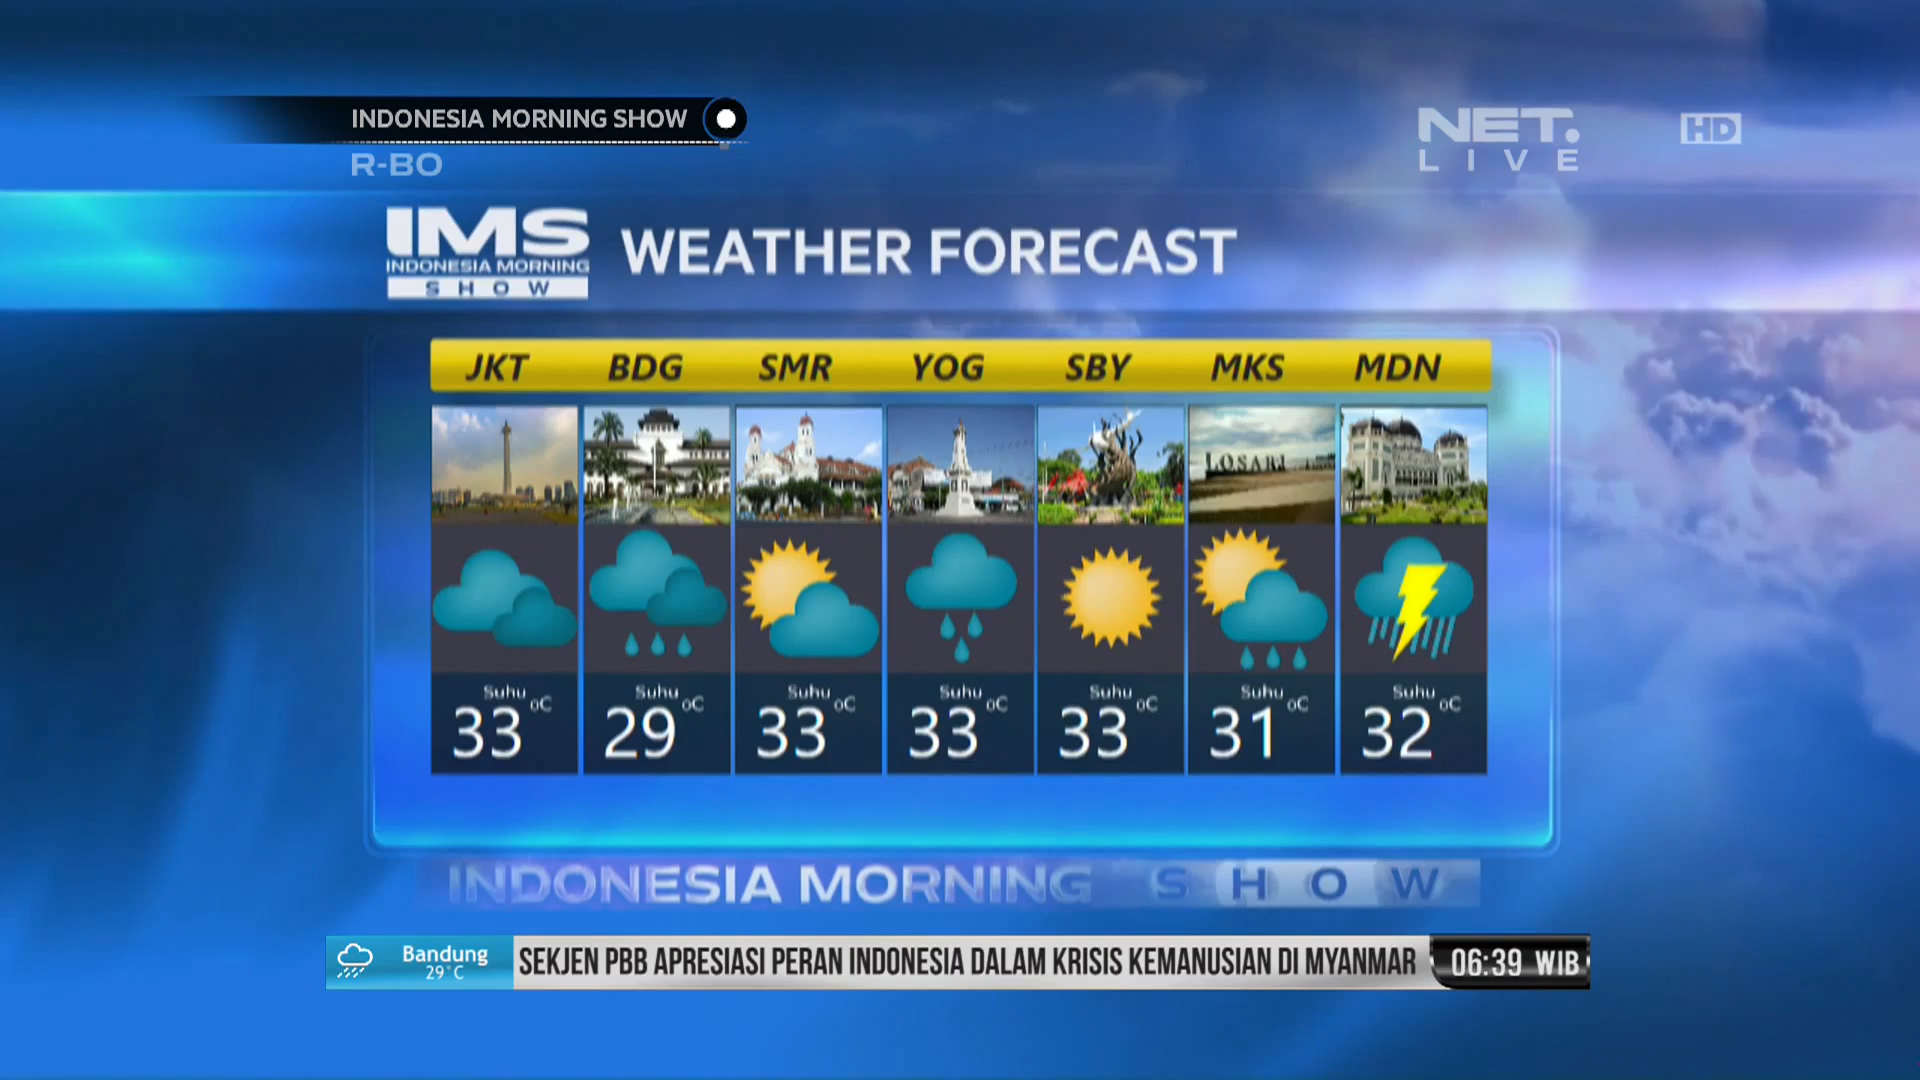 INDONESIA MORNING SHOW
R-BO
NET.
LIVE
HD
IMS
INDONESIA MORNING
SHOW
WEATHER FORECAST
JKT BDG SMR YOG SBY MKS MDN
LOSARI
Suhu Suhu Suhu Suhu Suhu Suhu Suhu
33 oC 29 oC 33 oC 33 oC 33 oC 31 oC 32 oC
INDONESIA MORNING SHOW
Bandung
29°C
SEKJEN PBB APRESIASI PERAN INDONESIA DALAM KRISIS KEMANUSIAN DI MYANMAR
06:39 WIB